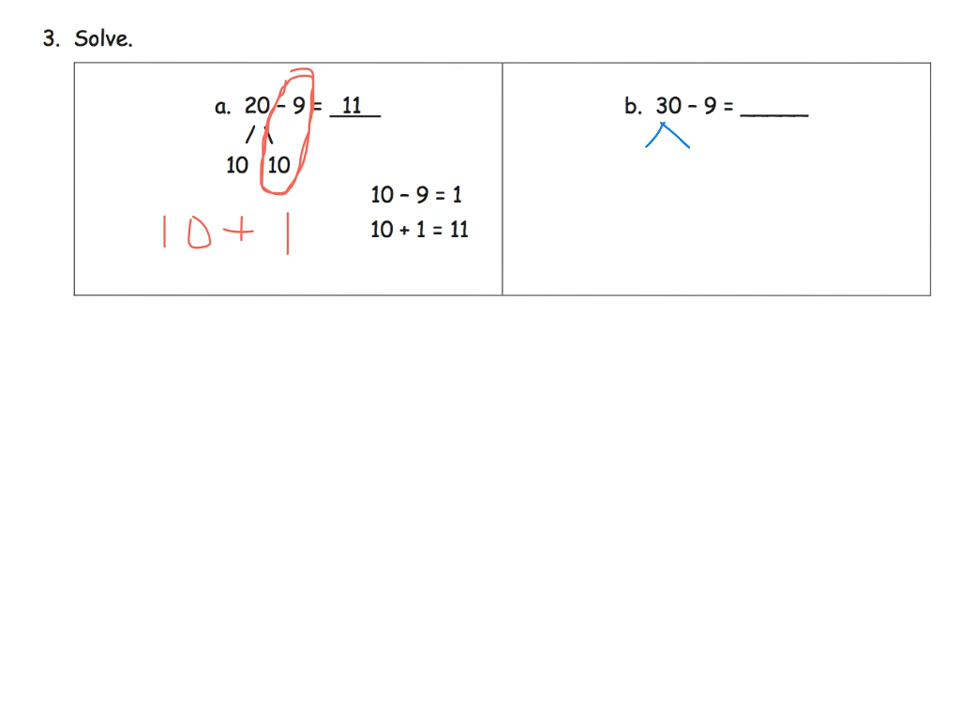 3. Solve.
a. 20 - 9 = 11
10 10
10 - 9 = 1
10 + 1
10 + 1 = 11
b. 30 - 9 = ______